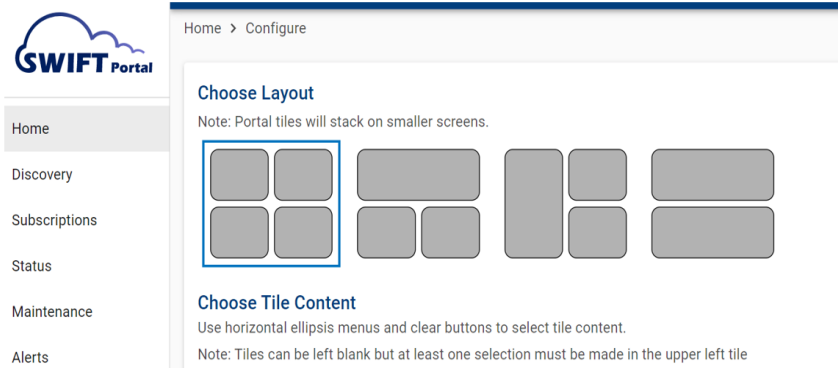 SWIFT Portal
Home
Discovery
Subscriptions
Status
Maintenance
Alerts
Home > Configure
Choose Layout
Note: Portal tiles will stack on smaller screens.
Choose Tile Content
Use horizontal ellipsis menus and clear buttons to select tile content.
Note: Tiles can be left blank but at least one selection must be made in the upper left tile